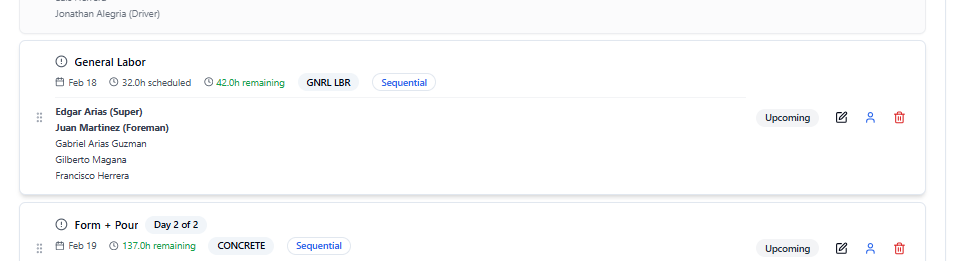 Jonathan Alegria (Driver)
General Labor
Feb 18 32.0h scheduled 42.0h remaining GNRL LBR Sequential
Edgar Arias (Super)
Juan Martinez (Foreman)
Gabriel Arias Guzman
Gilberto Magana
Francisco Herrera
Upcoming
Form + Pour Day 2 of 2
Feb 19 137.0h remaining CONCRETE Sequential
Upcoming